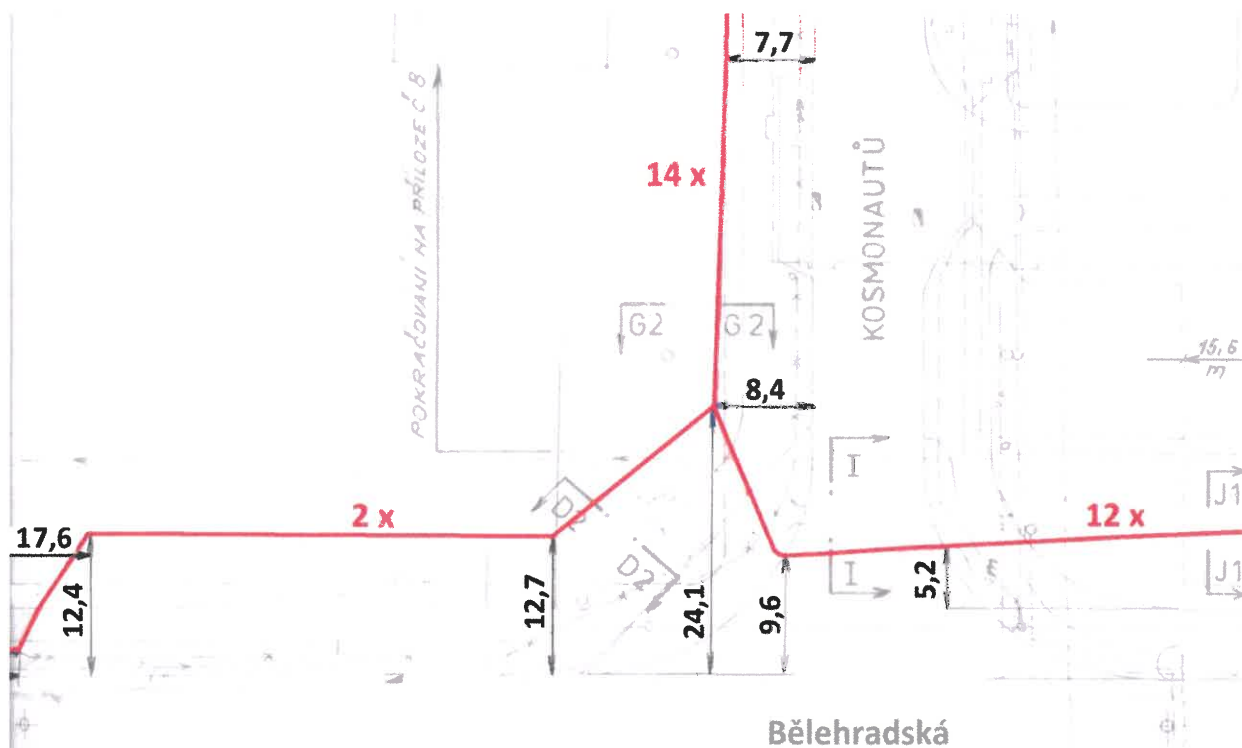 7,7
14 x
POKRAČOVANÍ NA PŘÍLOZE Č 8
KOSMONAUTŮ
G2
G2
15,6
m
8,4
I
D2
J1
17,6
2 x
12 x
12,4
12,7
D2
24,1
9,6
I
5,2
J1
Bělehradská